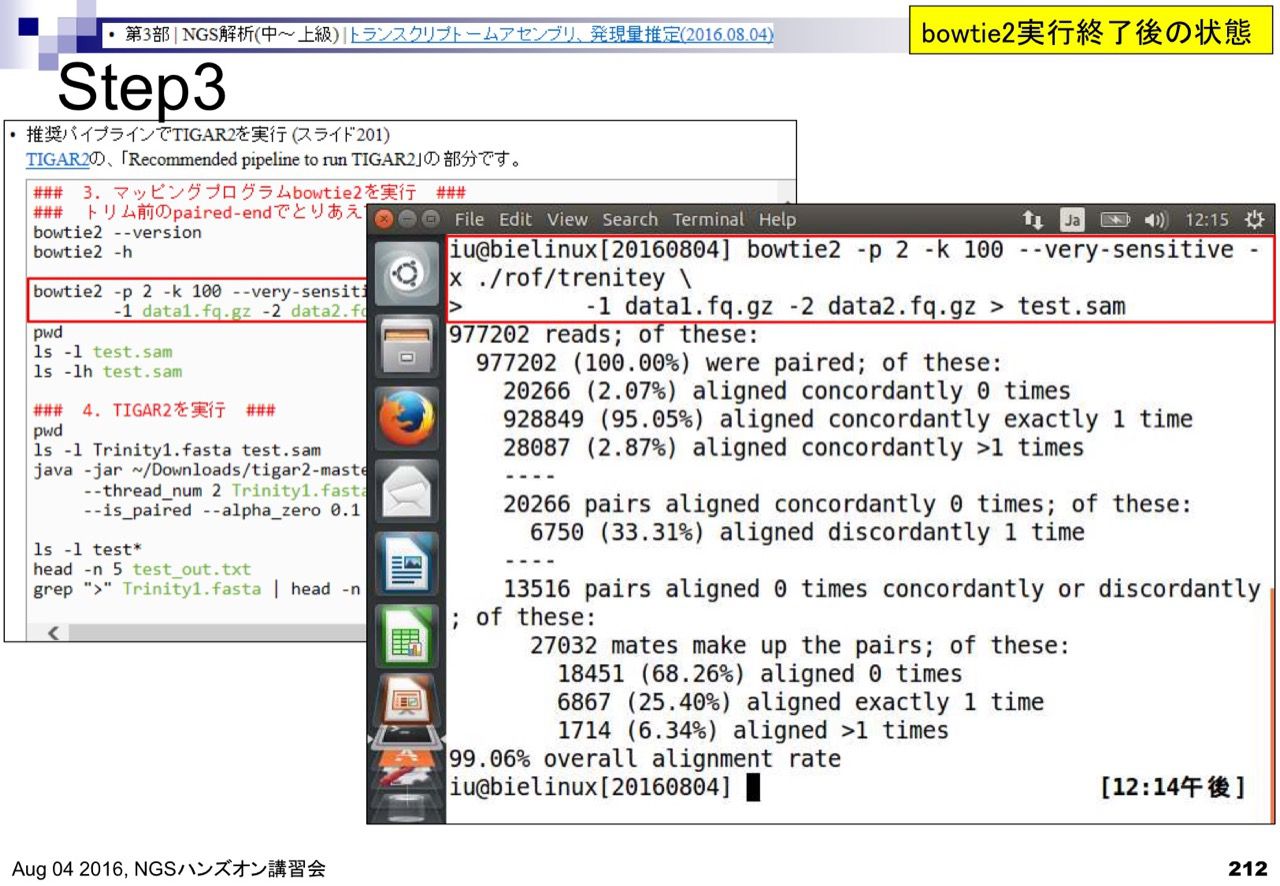 • 第3部 | NGS解析(中～上級) | トランスクリプトームアセンブリ、発現量推定(2016.08.04)
bowtie2実行終了後の状態
Step3
• 推奨パイプラインでTIGAR2を実行 (スライド201)
TIGAR2の、「Recommended pipeline to run TIGAR2」の部分です。
### 3. マッピングプログラムbowtie2を実行 ###
### トリム前のpaired-endでとりあえ
bowtie2 --version
bowtie2 -h
bowtie2 -p 2 -k 100 --very-sensiti
-1 data1.fq.gz -2 data2.fq
pwd
ls -l test.sam
ls -lh test.sam
### 4. TIGAR2を実行 ###
pwd
ls -l Trinity1.fasta test.sam
java -jar ~/Downloads/tigar2-maste
--thread_num 2 Trinity1.fasta
--is_paired --alpha_zero 0.1
ls -l test*
head -n 5 test_out.txt
grep ">" Trinity1.fasta | head -n
File Edit View Search Terminal Help
Ja
12:15
iu@bielinux[20160804] bowtie2 -p 2 -k 100 --very-sensitive -
x ./rof/trenitey \
> -1 data1.fq.gz -2 data2.fq.gz > test.sam
977202 reads; of these:
977202 (100.00%) were paired; of these:
20266 (2.07%) aligned concordantly 0 times
928849 (95.05%) aligned concordantly exactly 1 time
28087 (2.87%) aligned concordantly >1 times
----
20266 pairs aligned concordantly 0 times; of these:
6750 (33.31%) aligned discordantly 1 time
----
13516 pairs aligned 0 times concordantly or discordantly
; of these:
27032 mates make up the pairs; of these:
18451 (68.26%) aligned 0 times
6867 (25.40%) aligned exactly 1 time
1714 (6.34%) aligned >1 times
99.06% overall alignment rate
iu@bielinux[20160804]
[12:14午後]
Aug 04 2016, NGSハンズオン講習会
212